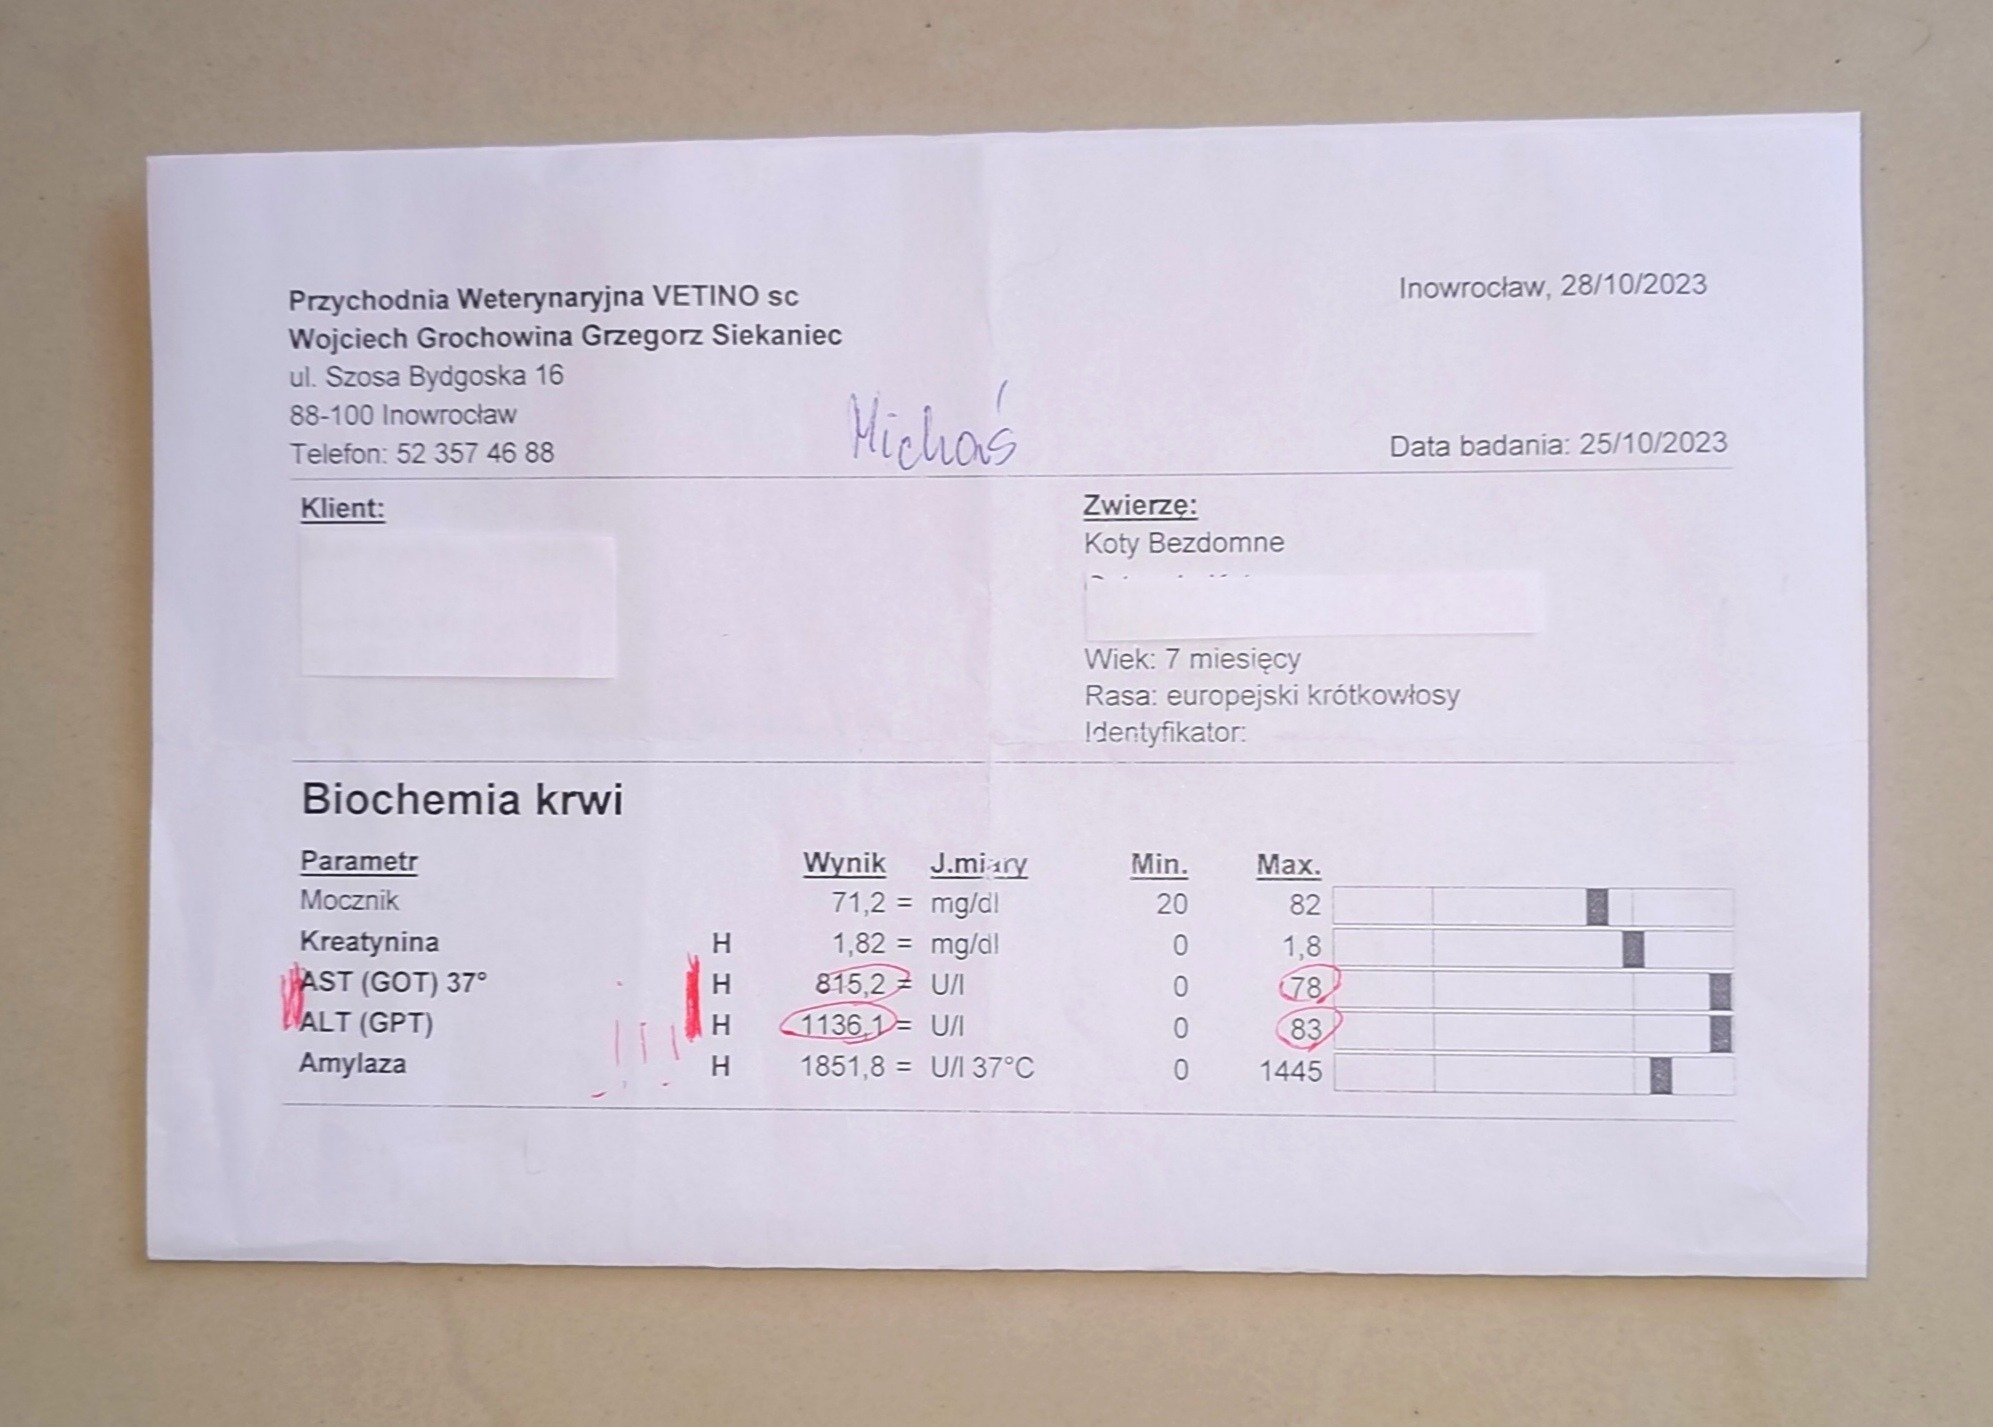 Przychodnia Weterynaryjna VETINO sc
Wojciech Grochowina Grzegorz Siekaniec
ul. Szosa Bydgoska 16
88-100 Inowrocław
Telefon: 52 357 46 88
Michaś
Inowrocław, 28/10/2023
Data badania: 25/10/2023
Klient:
Zwierzę:
Koty Bezdomne
Wiek: 7 miesięcy
Rasa: europejski krótkowłosy
Identyfikator:
Biochemia krwi
Parametr Wynik J.miary Min. Max.
Mocznik 71,2 = mg/dl 20 82
Kreatynina H 1,82 = mg/dl 0 1,8
AST (GOT) 37° H 815,2 = U/l 0 78
ALT (GPT) !!! H 1136,1 = U/l 0 83
Amylaza H 1851,8 = U/l 37°C 0 1445